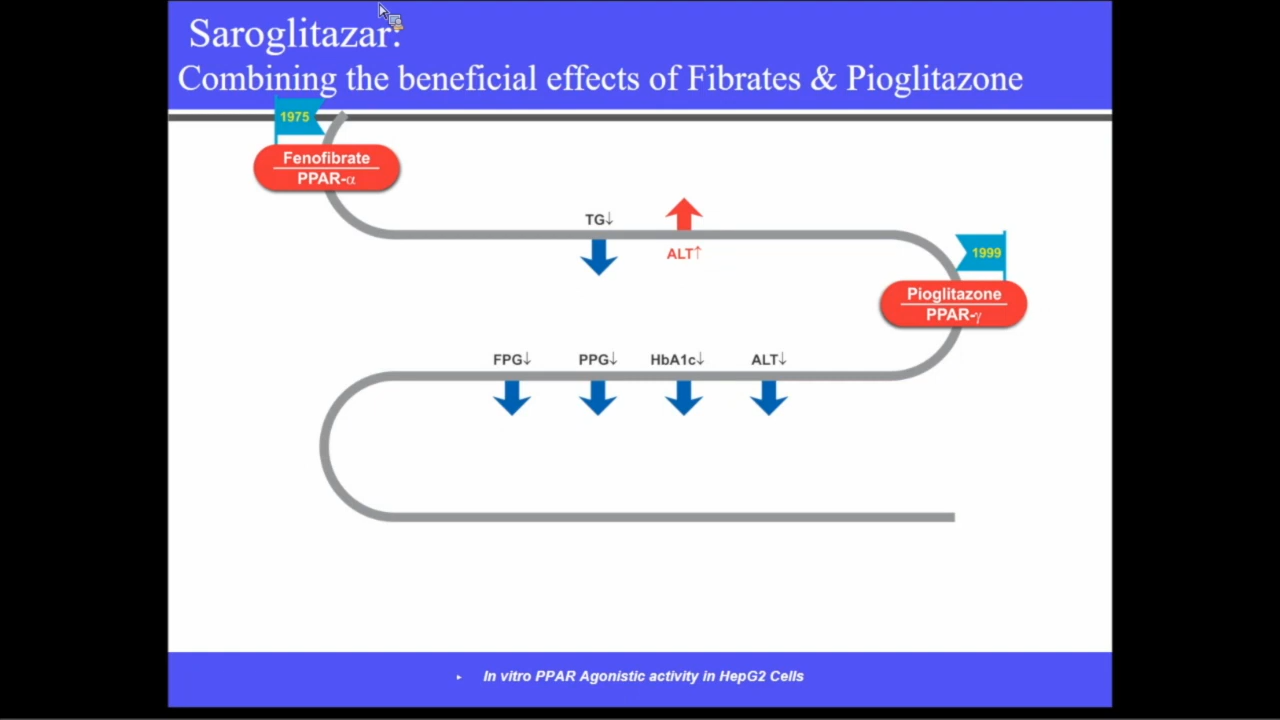 Saroglitazar:
Combining the beneficial effects of Fibrates & Pioglitazone
1975
Fenofibrate
PPAR-α
TG↓
ALT↑
1999
Pioglitazone
PPAR-γ
FPG↓ PPG↓ HbA1c↓ ALT↓
▸ In vitro PPAR Agonistic activity in HepG2 Cells